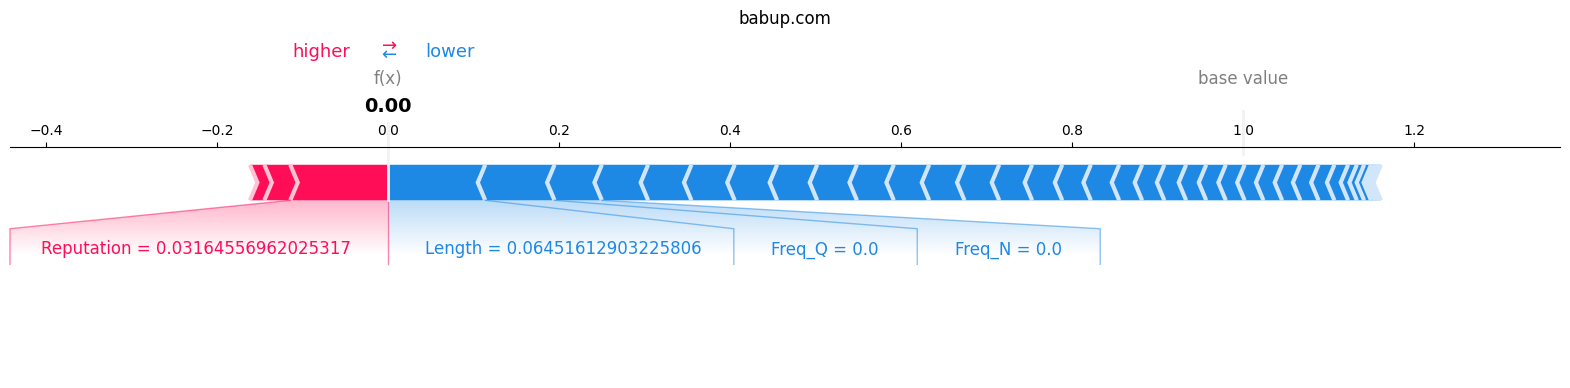 babup.com
higher ⇄ lower
f(x) base value
0.00
−0.4 −0.2 0.0 0.2 0.4 0.6 0.8 1.0 1.2
Reputation = 0.03164556962025317 Length = 0.06451612903225806 Freq_Q = 0.0 Freq_N = 0.0